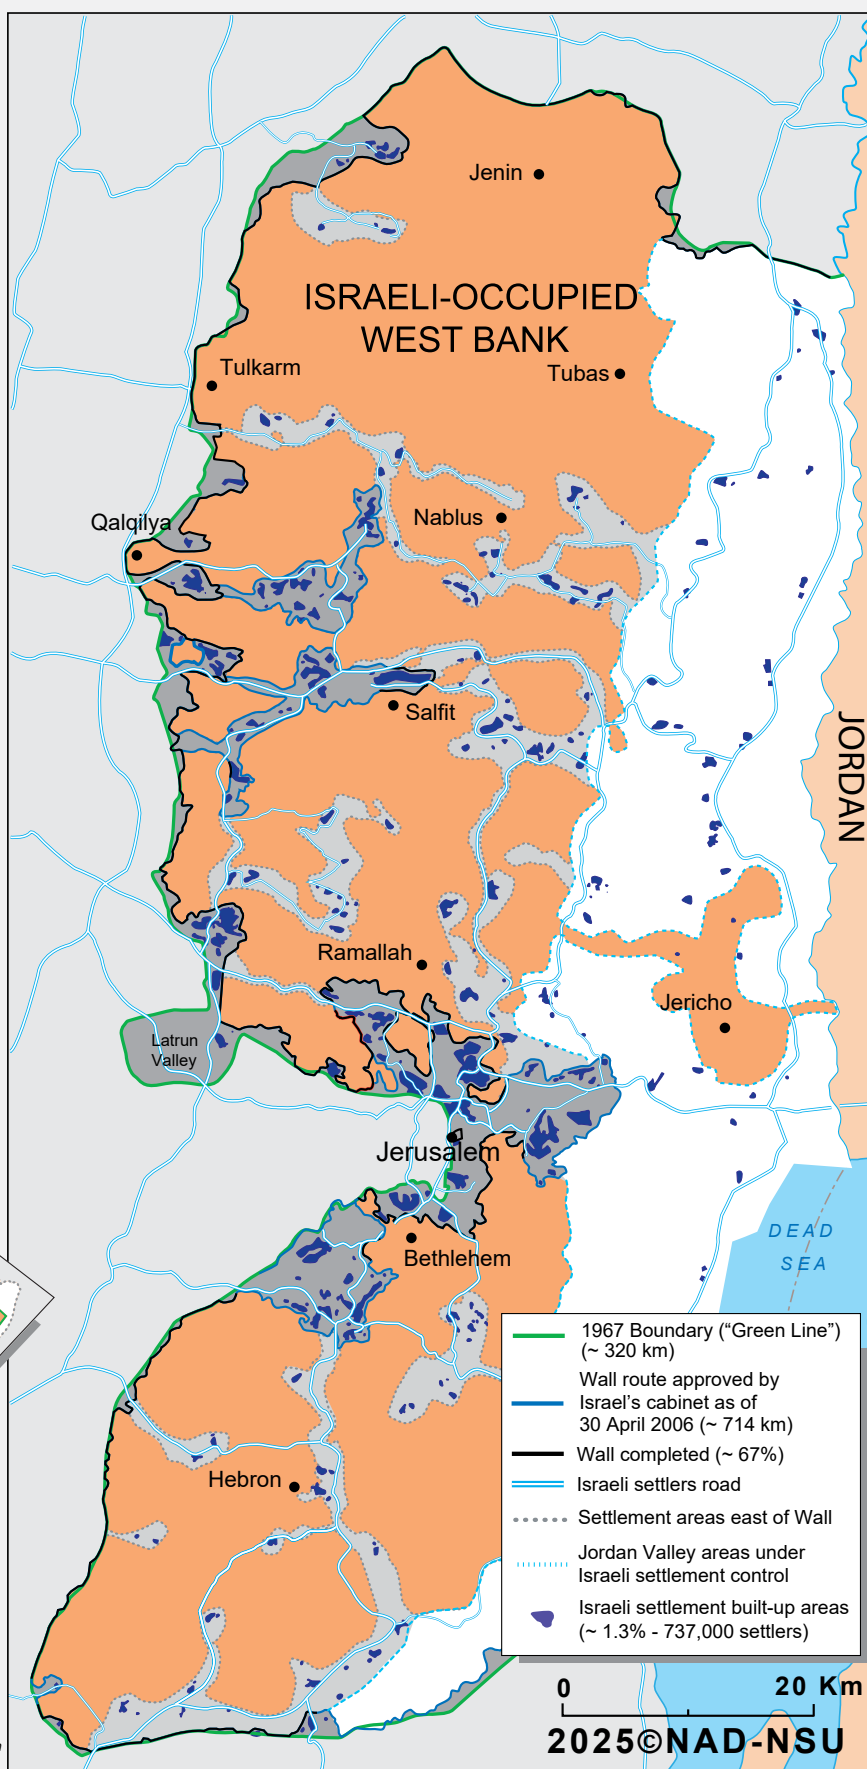 Jenin
ISRAELI-OCCUPIED
WEST BANK
Tulkarm
Tubas
Qalqilya
Nablus
Salfit
JORDAN
Ramallah
Jericho
Latrun
Valley
Jerusalem
DEAD
SEA
Bethlehem
Hebron
1967 Boundary (“Green Line”)
(~ 320 km)
Wall route approved by
Israel’s cabinet as of
30 April 2006 (~ 714 km)
Wall completed (~ 67%)
Israeli settlers road
Settlement areas east of Wall
Jordan Valley areas under
Israeli settlement control
Israeli settlement built-up areas
(~ 1.3% - 737,000 settlers)
0 20 Km
2025©NAD-NSU